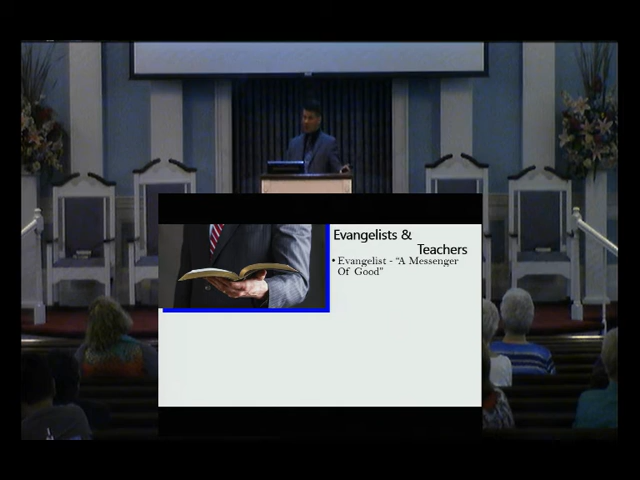 Evangelists &
Teachers
• Evangelist - “A Messenger
Of Good”